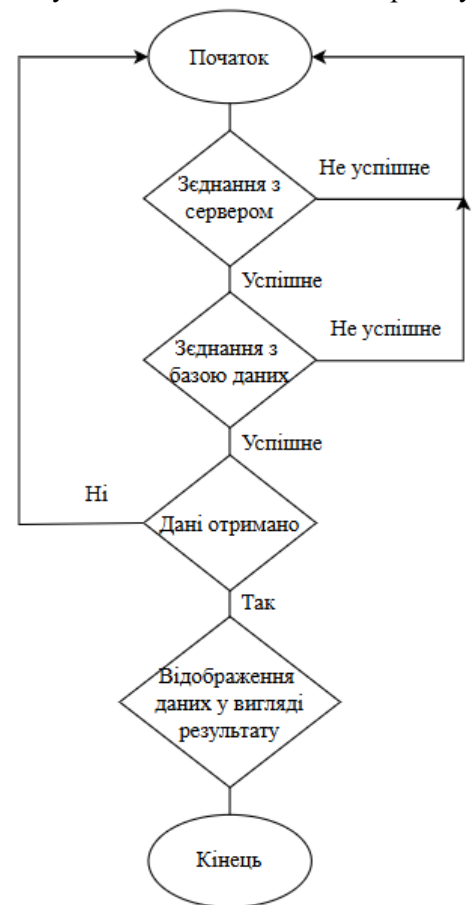 Початок
Не успішне
Зєднання з
сервером
Успішне
Не успішне
Зєднання з
базою даних
Успішне
Ні
Дані отримано
Так
Відображення
даних у вигляді
результату
Кінець